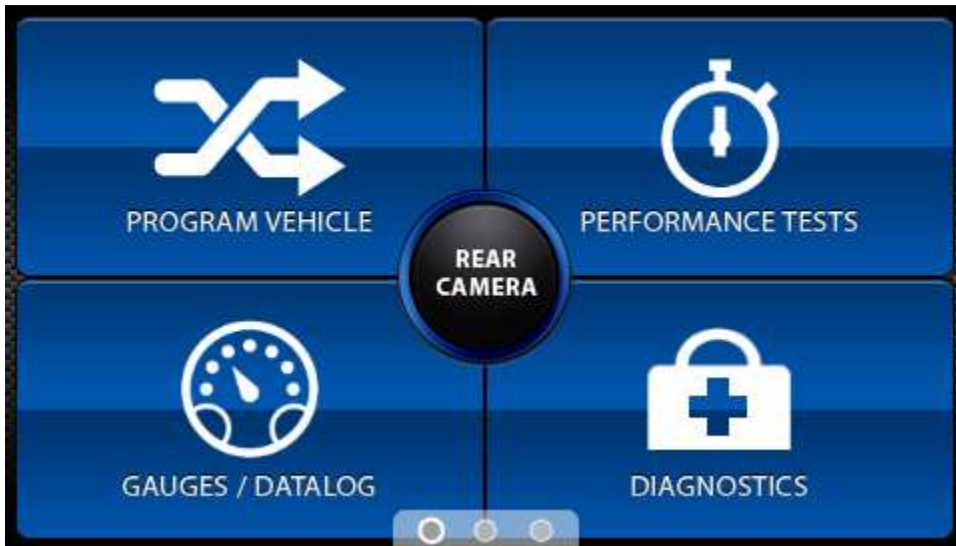 PROGRAM VEHICLE
PERFORMANCE TESTS
REAR
CAMERA
GAUGES / DATALOG
DIAGNOSTICS